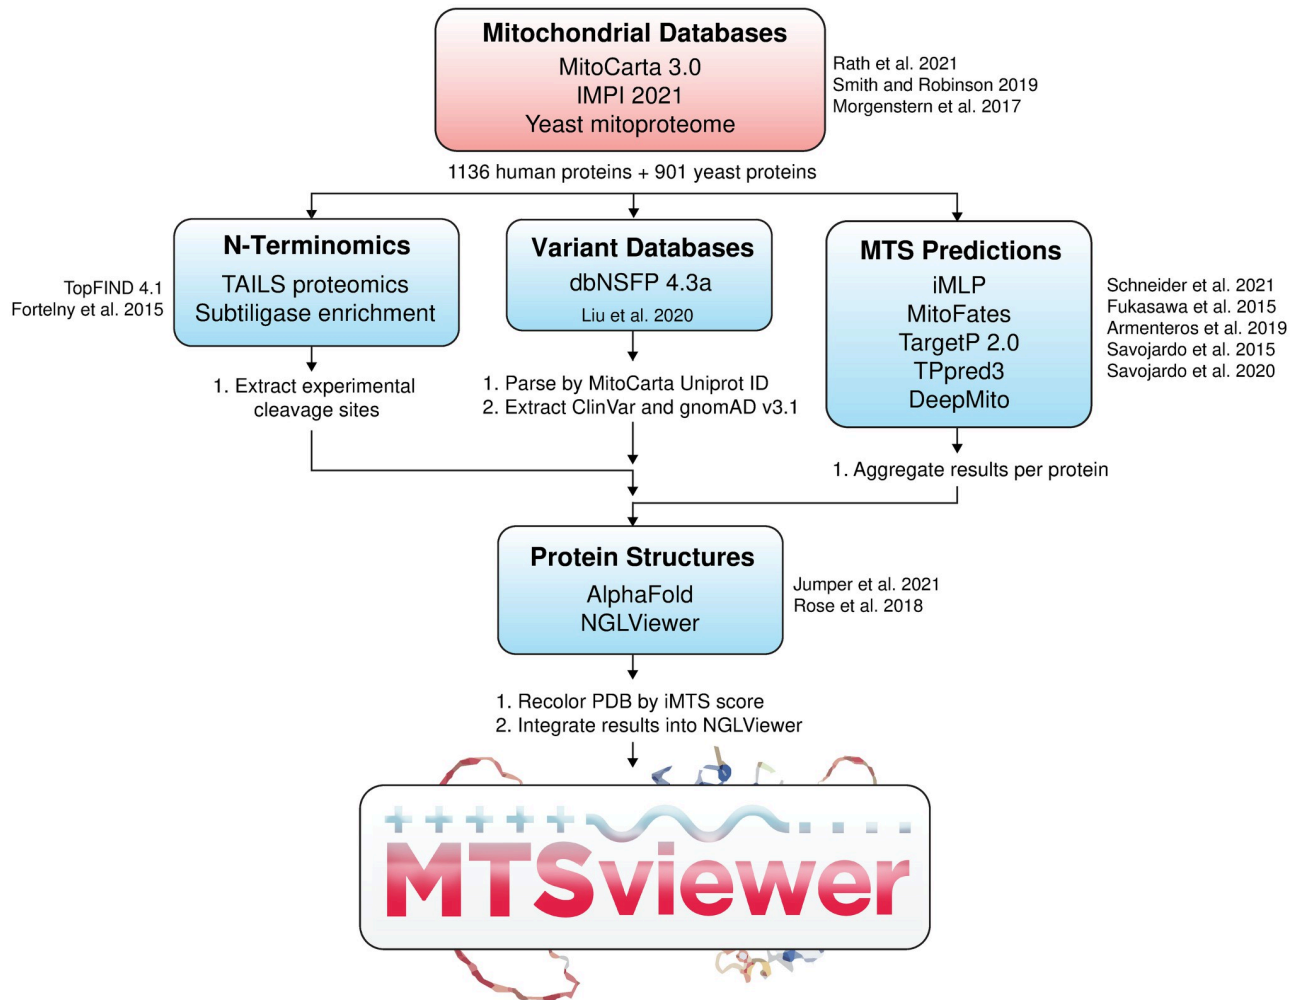 Mitochondrial Databases
MitoCarta 3.0
IMPI 2021
Yeast mitoproteome
Rath et al. 2021
Smith and Robinson 2019
Morgenstern et al. 2017
1136 human proteins + 901 yeast proteins
N-Terminomics
TAILS proteomics
Subtiligase enrichment
TopFIND 4.1
Fortelny et al. 2015
1. Extract experimental
cleavage sites
Variant Databases
dbNSFP 4.3a
Liu et al. 2020
1. Parse by MitoCarta Uniprot ID
2. Extract ClinVar and gnomAD v3.1
MTS Predictions
iMLP
MitoFates
TargetP 2.0
TPpred3
DeepMito
Schneider et al. 2021
Fukasawa et al. 2015
Armenteros et al. 2019
Savojardo et al. 2015
Savojardo et al. 2020
1. Aggregate results per protein
Protein Structures
AlphaFold
NGLViewer
Jumper et al. 2021
Rose et al. 2018
1. Recolor PDB by iMTS score
2. Integrate results into NGLViewer
MTSviewer